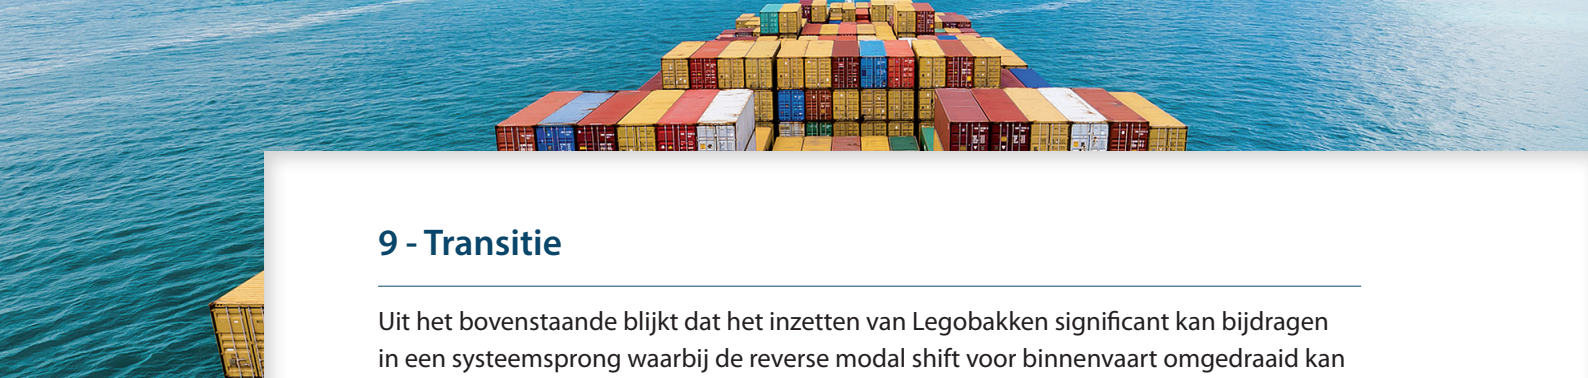 9 - Transitie
Uit het bovenstaande blijkt dat het inzetten van Legobakken significant kan bijdragen
in een systeemsprong waarbij de reverse modal shift voor binnenvaart omgedraaid kan